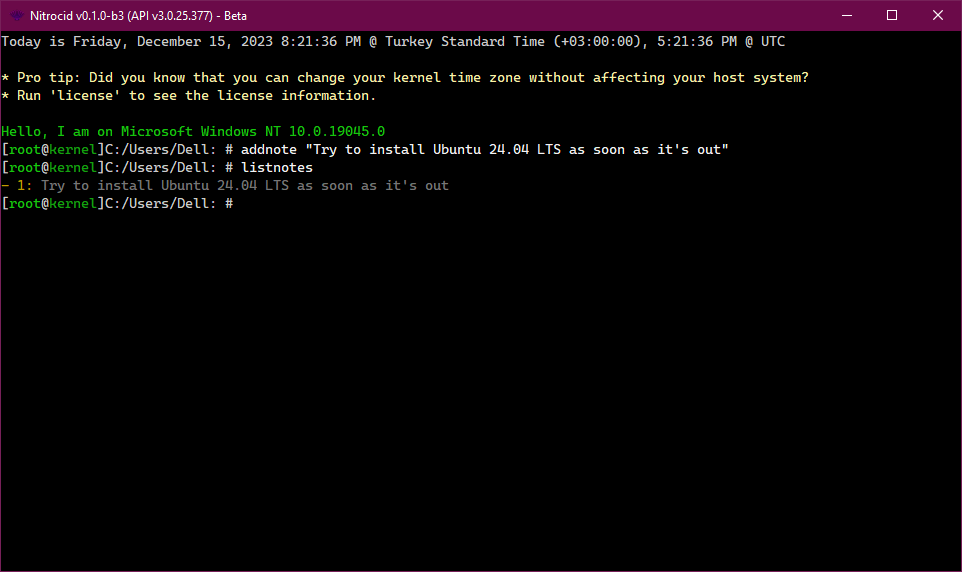 Nitrocid v0.1.0-b3 (API v3.0.25.377) - Beta
Today is Friday, December 15, 2023 8:21:36 PM @ Turkey Standard Time (+03:00:00), 5:21:36 PM @ UTC
* Pro tip: Did you know that you can change your kernel time zone without affecting your host system?
* Run 'license' to see the license information.
Hello, I am on Microsoft Windows NT 10.0.19045.0
[root@kernel]C:/Users/Dell: # addnote "Try to install Ubuntu 24.04 LTS as soon as it's out"
[root@kernel]C:/Users/Dell: # listnotes
- 1: Try to install Ubuntu 24.04 LTS as soon as it's out
[root@kernel]C:/Users/Dell: #